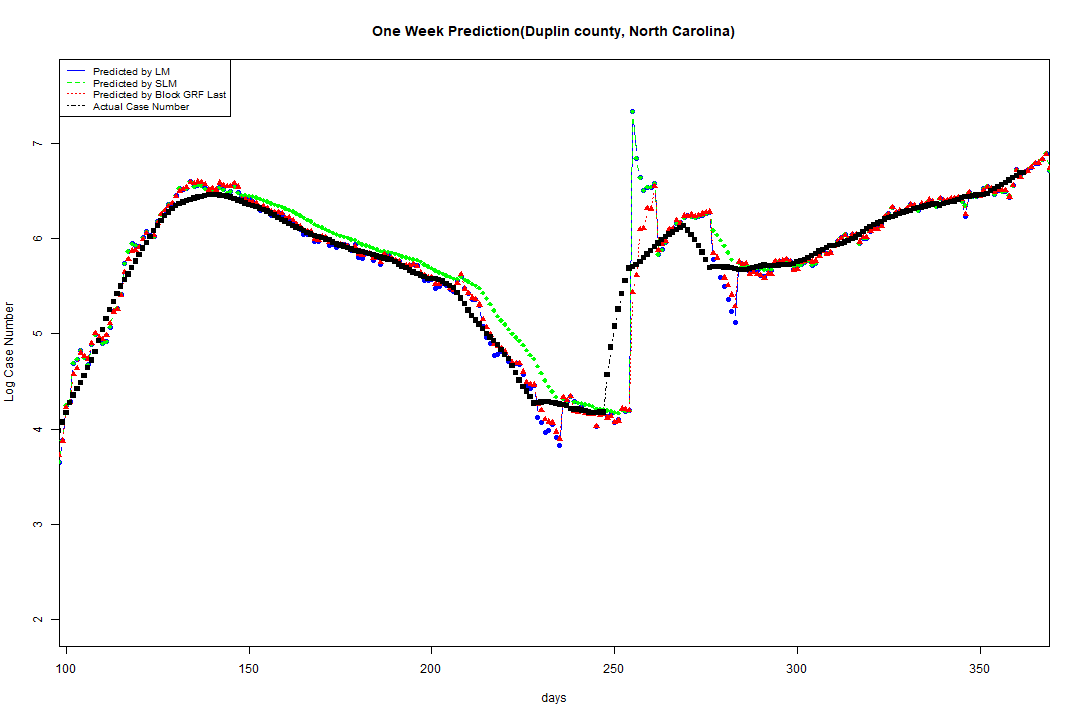 One Week Prediction(Duplin county, North Carolina)
Predicted by LM
Predicted by SLM
Predicted by Block GRF Last
Actual Case Number
7
6
5
4
3
2
Log Case Number
100 150 200 250 300 350
days